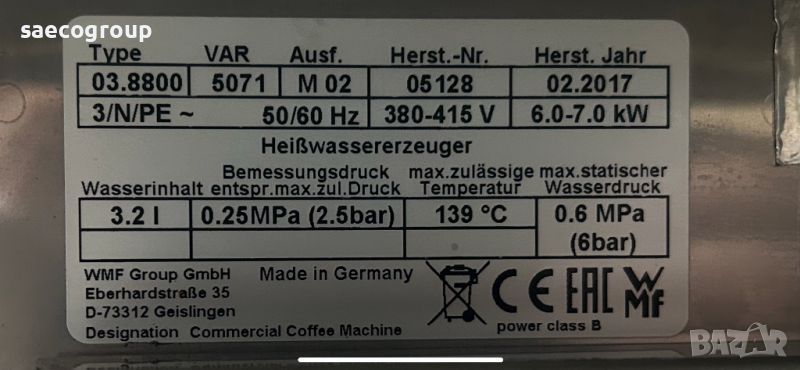 saecogroup
Type VAR Ausf. Herst.-Nr. Herst. Jahr
03.8800 5071 M 02 05128 02.2017
3/N/PE ~ 50/60 Hz 380-415 V 6.0-7.0 kW
Heißwassererzeuger
Bemessungsdruck max.zulässige max.statischer
Wasserinhalt entspr.max.zul.Druck Temperatur Wasserdruck
3.2 l 0.25MPa (2.5bar) 139 °C 0.6 MPa
(6bar)
WMF Group GmbH Made in Germany
Eberhardstraße 35
D-73312 Geislingen
Designation Commercial Coffee Machine
CE EAC WMF
power class B
BAZAR